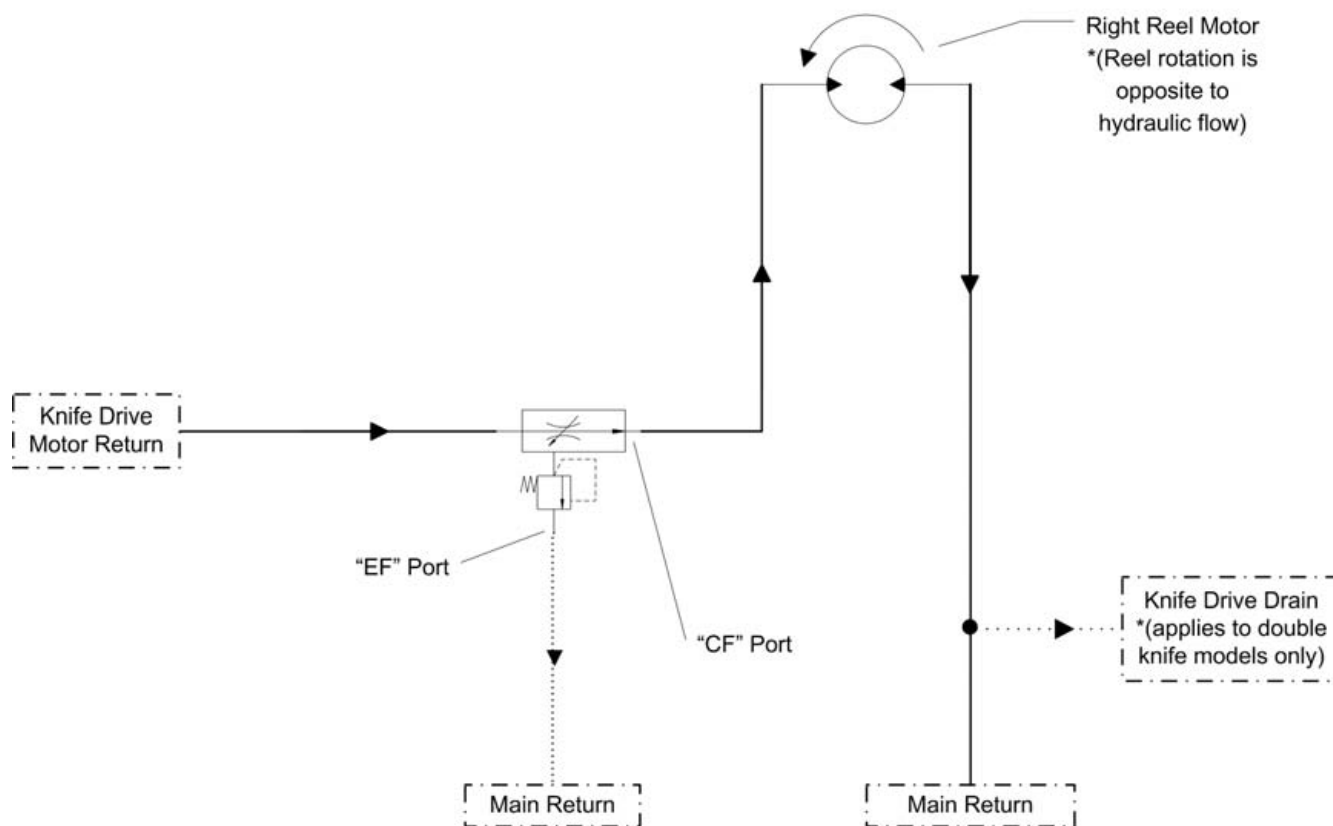 Right Reel Motor
*(Reel rotation is
opposite to
hydraulic flow)
Knife Drive
Motor Return
“EF” Port
“CF” Port
Knife Drive Drain
*(applies to double
knife models only)
Main Return
Main Return